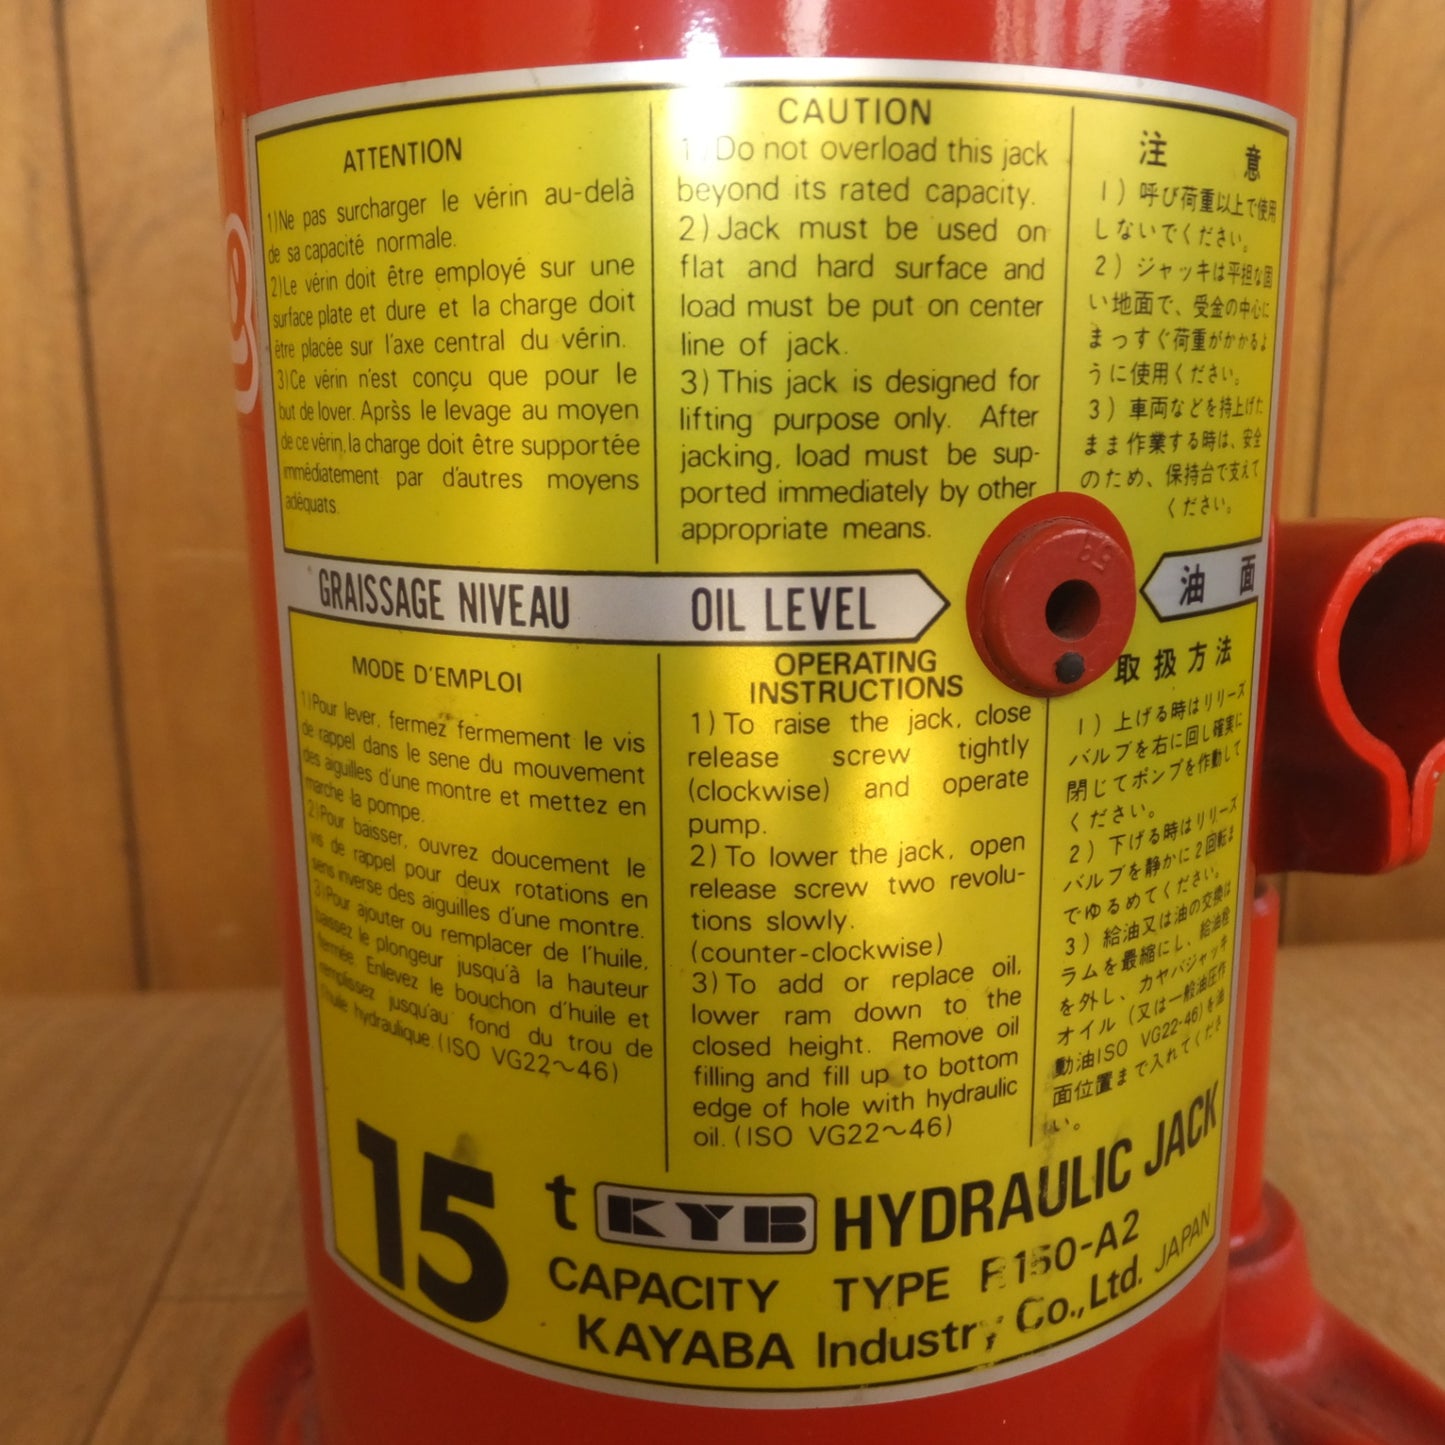 ATTENTION
1)Ne pas surcharger le vérin au-delà
de sa capacité normale.
2)Le vérin doit être employé sur une
surface plate et dure et la charge doit
être placée sur l'axe central du vérin.
3)Ce vérin n'est conçu que pour le
but de lover. Apršs le levage au moyen
de ce vérin, la charge doit être supportée
immêdiatement par d'autres moyens
adéquats.
CAUTION
1)Do not overload this jack
beyond its rated capacity.
2)Jack must be used on
flat and hard surface and
load must be put on center
line of jack.
3)This jack is designed for
lifting purpose only. After
jacking, load must be sup-
ported immediately by other
appropriate means.
注意
1)呼び荷重以上で使用
しないでください。
2)ジャッキは平担な固
い地面で、受金の中心に
まっすぐ荷重がかかるよ
うに使用ください。
3)車両などを持上げた
まま作業する時は、安全
のため、保持台で支えて
ください。
GRAISSAGE NIVEAU
OIL LEVEL
59
油面
MODE D'EMPLOI
1)Pour lever, fermez fermement le vis
de rappel dans le sene du mouvement
des aiguilles d'une montre et mettez en
marche la pompe.
2)Pour baisser, ouvrez doucement le
vis de rappel pour deux rotations en
sens inverse des aiguilles d'une montre.
3)Pour ajouter ou remplacer de l'huile,
baissez le plongeur jusqu'à la hauteur
fermée. Enlevez le bouchon d'huile et
remplissez jusqu'au fond du trou de
l'huile hydraulique.(ISO VG22〜46)
OPERATING
INSTRUCTIONS
1)To raise the jack, close
release screw tightly
(clockwise) and operate
pump.
2)To lower the jack, open
release screw two revolu-
tions slowly.
(counter-clockwise)
3)To add or replace oil,
lower ram down to the
closed height. Remove oil
filling and fill up to bottom
edge of hole with hydraulic
oil.(ISO VG22〜46)
取扱方法
1)上げる時はリリーズ
バルブを右に回し確実に
閉じてポンプを作動して
ください。
2)下げる時はリリーズ
バルブを静かに2回転ま
でゆるめてください。
3)給油又は油の交換は
ラムを最縮にし、給油栓
を外し、カヤバジャッキ
オイル(又は一般油圧作
動油ISO VG22-46)を油
面位置まで入れてくださ
い。
15 t KYB HYDRAULIC JACK
CAPACITY TYPE 150-A2
KAYABA Industry Co.,Ltd. JAPAN